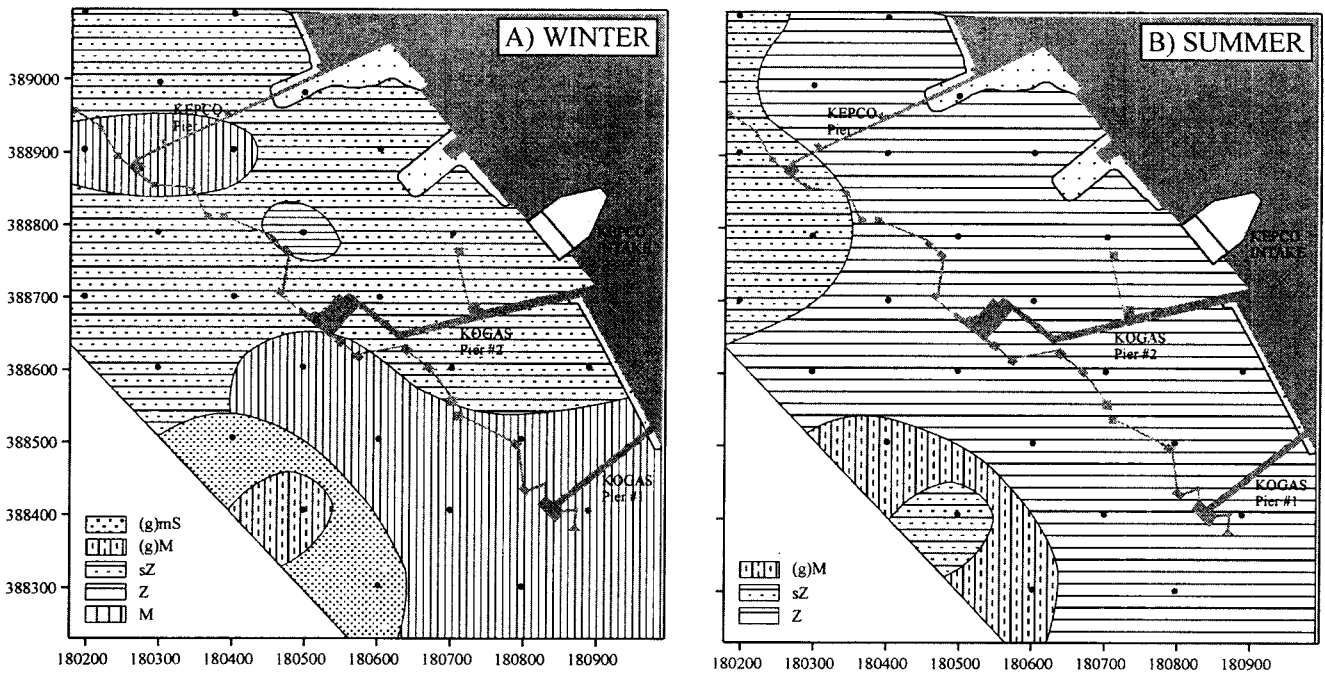 A) WINTER
389000
388900
388800
388700
388600
388500
388400
388300
KEPCO
Pier
KEPCO
INTAKE
KOGAS
Pier #2
KOGAS
Pier #1
(g)mS
(g)M
sZ
Z
M
180200 180300 180400 180500 180600 180700 180800 180900
B) SUMMER
KEPCO
Pier
KEPCO
INTAKE
KOGAS
Pier #2
KOGAS
Pier #1
(g)M
sZ
Z
180200 180300 180400 180500 180600 180700 180800 180900